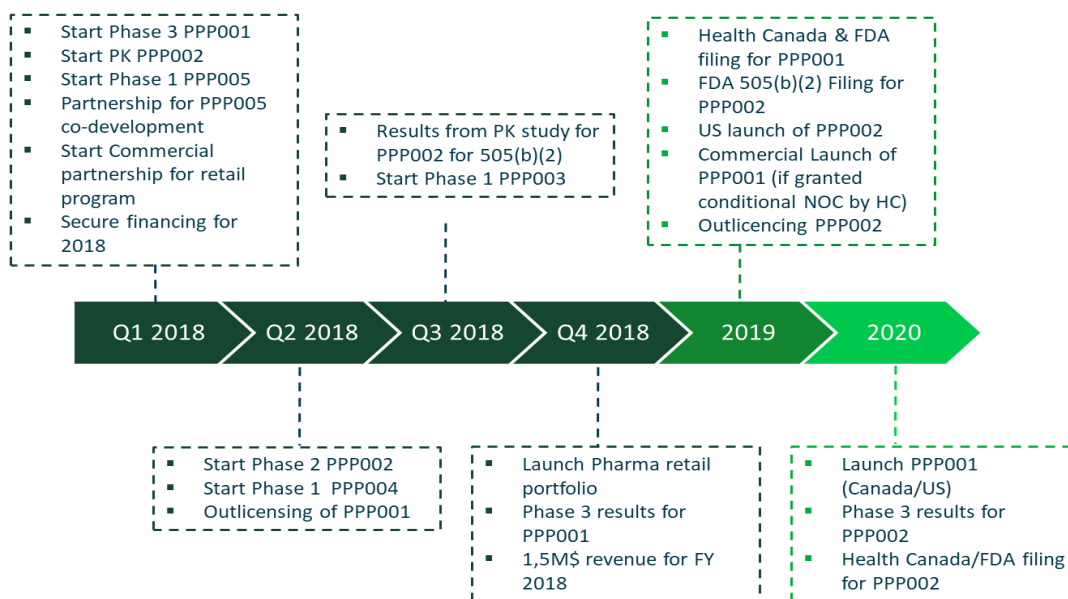 ▪ Start Phase 3 PPP001
▪ Start PK PPP002
▪ Start Phase 1 PPP005
▪ Partnership for PPP005
co-development
▪ Start Commercial
partnership for retail
program
▪ Secure financing for
2018
▪ Results from PK study for
PPP002 for 505(b)(2)
▪ Start Phase 1 PPP003
▪ Health Canada & FDA
filing for PPP001
▪ FDA 505(b)(2) Filing for
PPP002
▪ US launch of PPP002
▪ Commercial Launch of
PPP001 (if granted
conditional NOC by HC)
▪ Outlicencing PPP002
Q1 2018
Q2 2018
Q3 2018
Q4 2018
2019
2020
▪ Start Phase 2 PPP002
▪ Start Phase 1 PPP004
▪ Outlicensing of PPP001
▪ Launch Pharma retail
portfolio
▪ Phase 3 results for
PPP001
▪ 1,5M$ revenue for FY
2018
▪ Launch PPP001
(Canada/US)
▪ Phase 3 results for
PPP002
▪ Health Canada/FDA filing
for PPP002